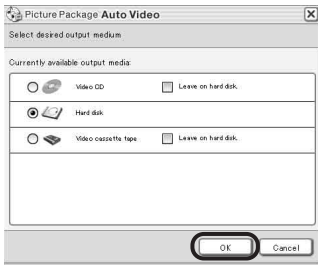 Picture Package Auto Video
Select desired output medium
Currently available output media:
Video CD Leave on hard disk.
Hard disk
Video cassette tape Leave on hard disk.
OK Cancel